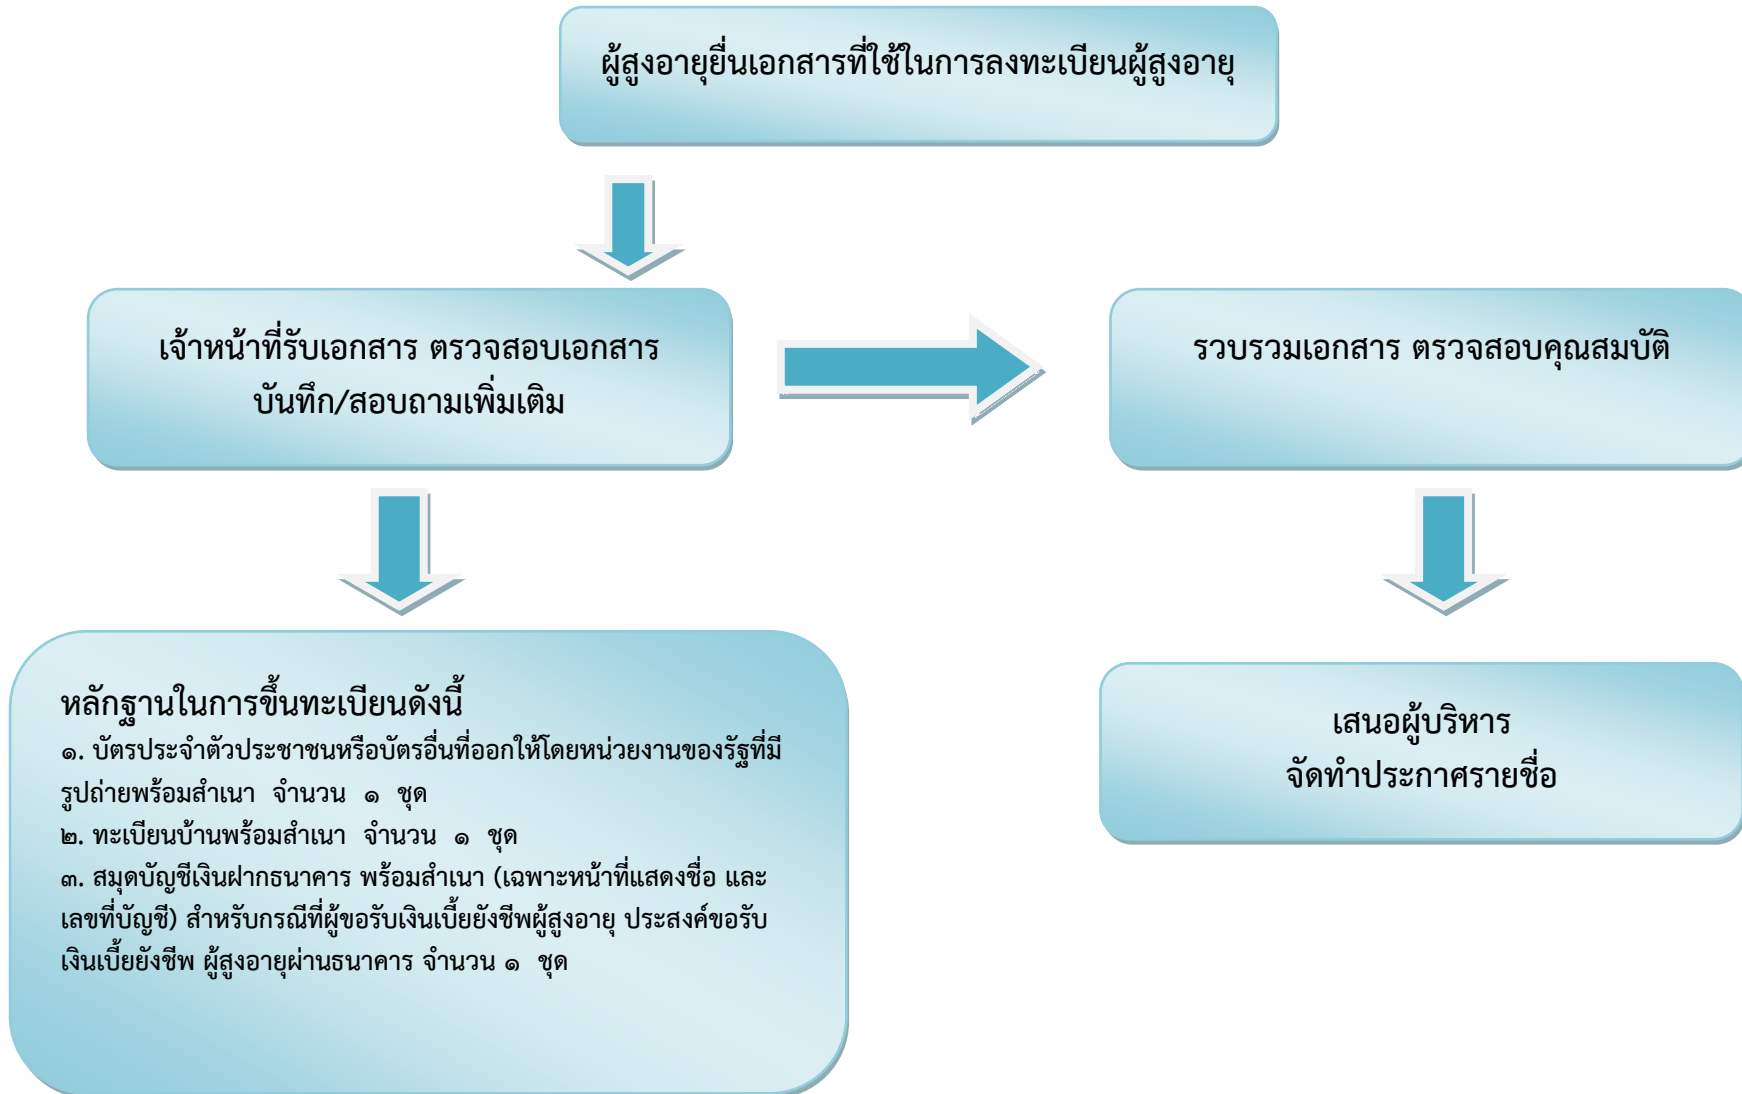 ผู้สูงอายุยื่นเอกสารที่ใช้ในการลงทะเบียนผู้สูงอายุ
เจ้าหน้าที่รับเอกสาร ตรวจสอบเอกสาร
บันทึก/สอบถามเพิ่มเติม
รวบรวมเอกสาร ตรวจสอบคุณสมบัติ
หลักฐานในการขึ้นทะเบียนดังนี้
๑. บัตรประจำตัวประชาชนหรือบัตรอื่นที่ออกให้โดยหน่วยงานของรัฐที่มี
รูปถ่ายพร้อมสำเนา จำนวน ๑ ชุด
๒. ทะเบียนบ้านพร้อมสำเนา จำนวน ๑ ชุด
๓. สมุดบัญชีเงินฝากธนาคาร พร้อมสำเนา (เฉพาะหน้าที่แสดงชื่อ และ
เลขที่บัญชี) สำหรับกรณีที่ผู้ขอรับเงินเบี้ยยังชีพผู้สูงอายุ ประสงค์ขอรับ
เงินเบี้ยยังชีพ ผู้สูงอายุผ่านธนาคาร จำนวน ๑ ชุด
เสนอผู้บริหาร
จัดทำประกาศรายชื่อ